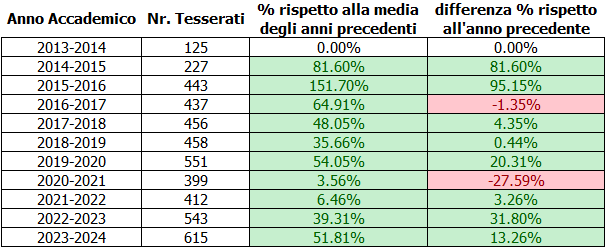 Anno Accademico Nr. Tesserati % rispetto alla media degli anni precedenti differenza % rispetto all'anno precedente
2013-2014 125 0.00% 0.00%
2014-2015 227 81.60% 81.60%
2015-2016 443 151.70% 95.15%
2016-2017 437 64.91% -1.35%
2017-2018 456 48.05% 4.35%
2018-2019 458 35.66% 0.44%
2019-2020 551 54.05% 20.31%
2020-2021 399 3.56% -27.59%
2021-2022 412 6.46% 3.26%
2022-2023 543 39.31% 31.80%
2023-2024 615 51.81% 13.26%